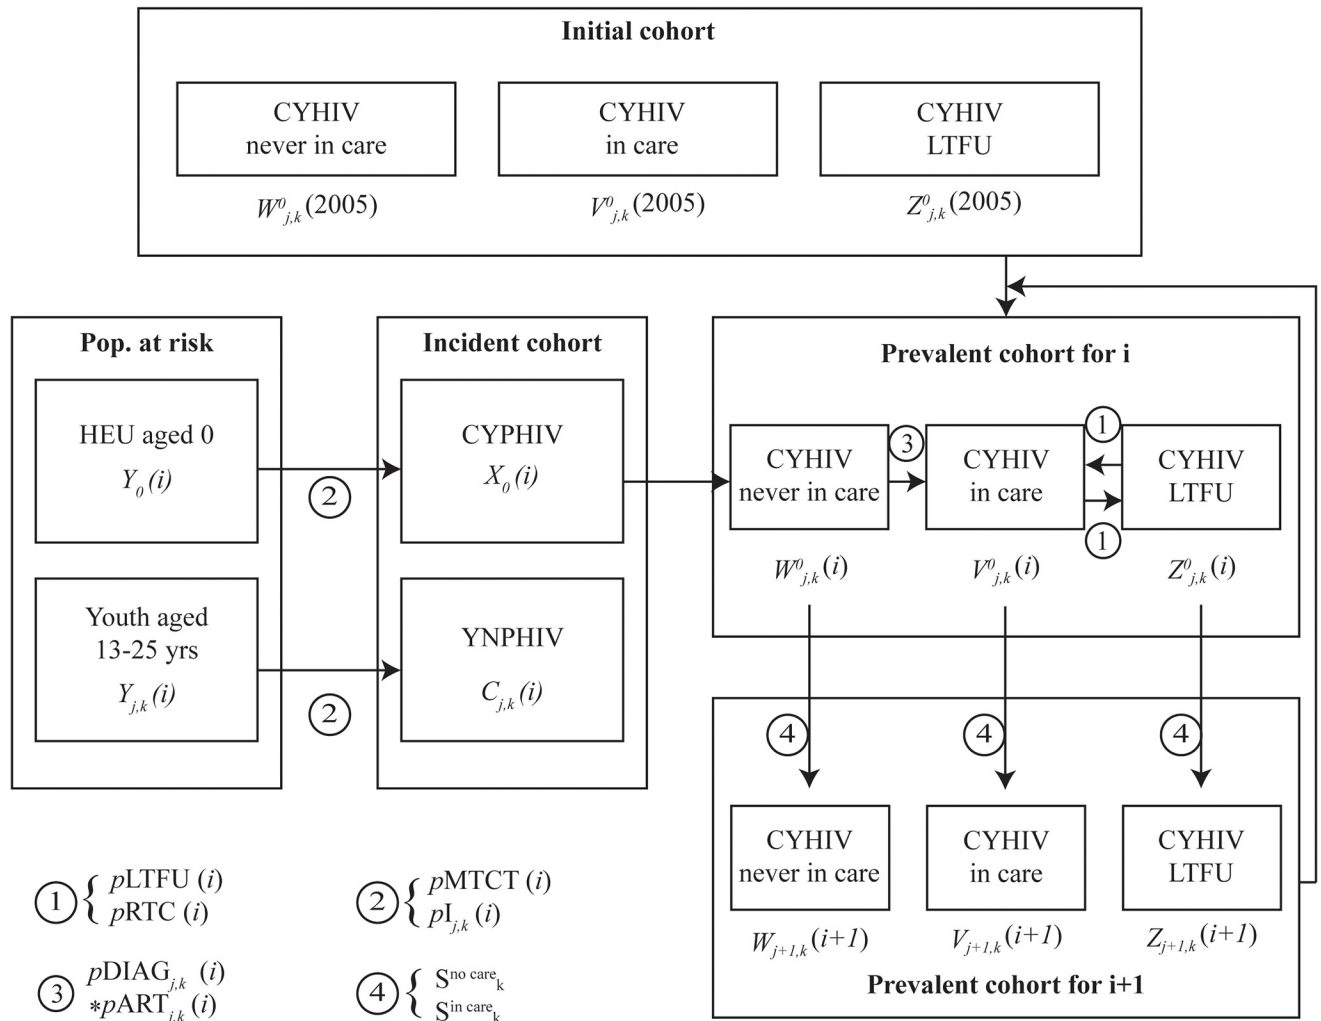 Initial cohort
CYHIV
never in care
W⁰j,k(2005)
CYHIV
in care
V⁰j,k(2005)
CYHIV
LTFU
Z⁰j,k(2005)
Pop. at risk
HEU aged 0
Y0(i)
Youth aged
13-25 yrs
Yj,k(i)
2
2
Incident cohort
CYPHIV
X0(i)
YNPHIV
Cj,k(i)
Prevalent cohort for i
CYHIV
never in care
W⁰j,k(i)
3
CYHIV
in care
V⁰j,k(i)
1
1
CYHIV
LTFU
Z⁰j,k(i)
4
4
4
CYHIV
never in care
Wj+1,k(i+1)
CYHIV
in care
Vj+1,k(i+1)
CYHIV
LTFU
Zj+1,k(i+1)
Prevalent cohort for i+1
1 { pLTFU (i)
pRTC (i)
2 { pMTCT (i)
pIj,k (i)
3 pDIAGj,k (i)
*pARTj,k (i)
4 { S no care k
S in care k